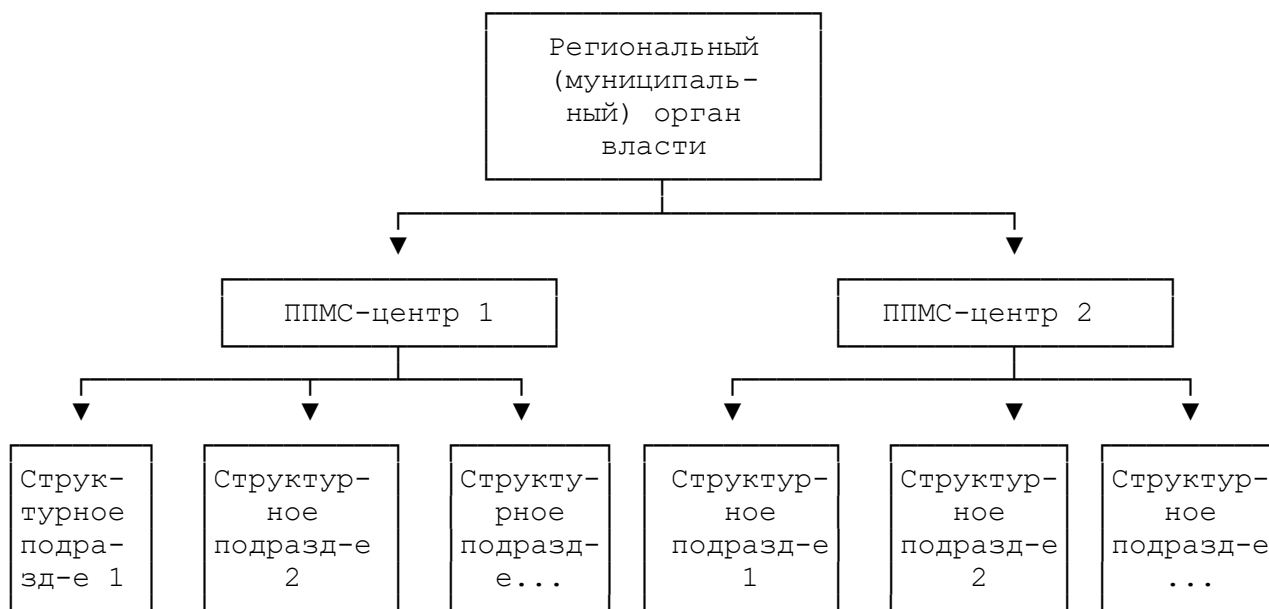 Региональный
(муниципаль-
ный) орган
власти
ППМС-центр 1
ППМС-центр 2
Струк-
турное
подра-
зд-е 1
Структур-
ное
подразд-е
2
Структу-
рное
подразд-
е...
Структур-
ное
подразд-е
1
Структур-
ное
подразд-е
2
Структур-
ное
подразд-е
...